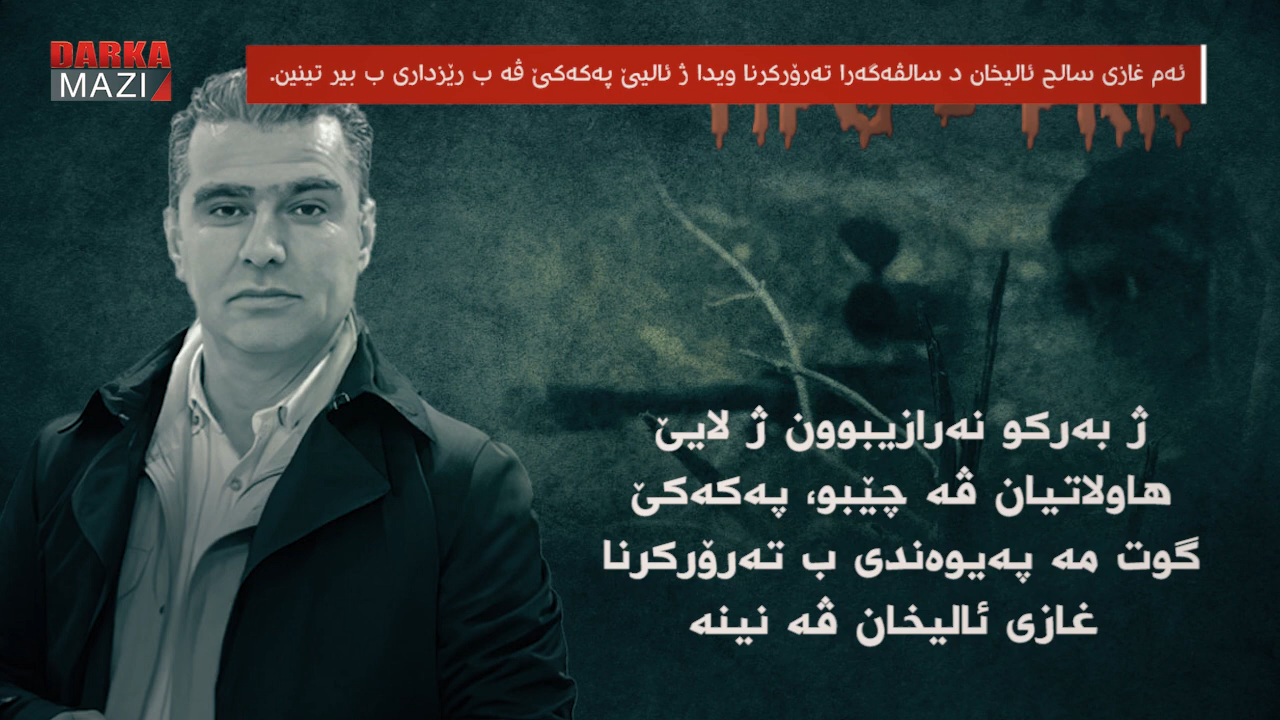 DARKA
MAZI
ئەم غازی سالح ئالیخان د سالڤەگەرا تەرۆرکرنا ویدا ژ ئالیێ پەکەکێ ڤە ب رێزداری ب بیر تینین.
ژ بەرکو نەرازیبوون ژ لایێ
هاولاتیان ڤە چێبو، پەکەکێ
گوت مە پەیوەندی ب تەرۆرکرنا
غازی ئالیخان ڤە نینە